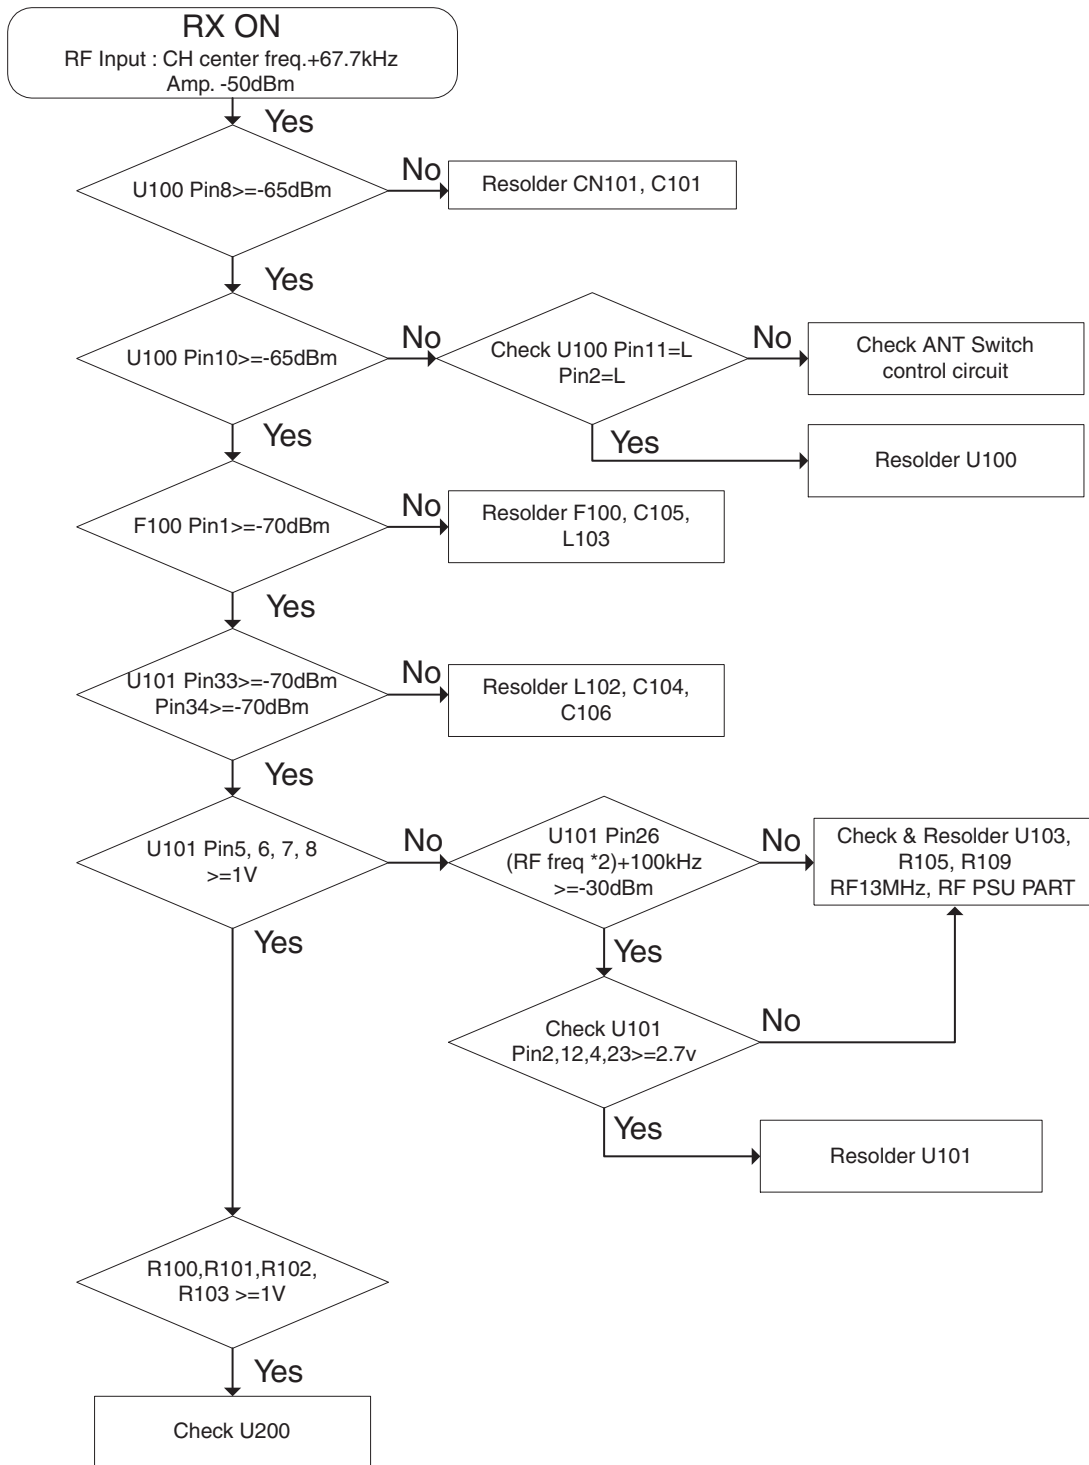 RX ON
RF Input : CH center freq.+67.7kHz
Amp. -50dBm
Yes
U100 Pin8>=-65dBm
No
Resolder CN101, C101
Yes
U100 Pin10>=-65dBm
No
Check U100 Pin11=L
Pin2=L
No
Check ANT Switch
control circuit
Yes
Resolder U100
Yes
F100 Pin1>=-70dBm
No
Resolder F100, C105,
L103
Yes
U101 Pin33>=-70dBm
Pin34>=-70dBm
No
Resolder L102, C104,
C106
Yes
U101 Pin5, 6, 7, 8
>=1V
No
U101 Pin26
(RF freq *2)+100kHz
>=-30dBm
No
Check & Resolder U103,
R105, R109
RF13MHz, RF PSU PART
Yes
Yes
Check U101
Pin2,12,4,23>=2.7v
No
Yes
Resolder U101
R100,R101,R102,
R103 >=1V
Yes
Check U200